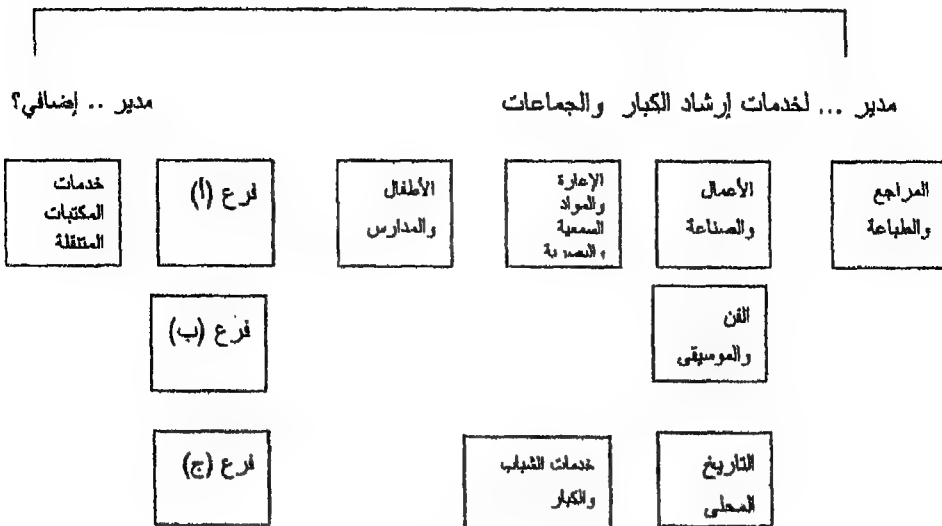 مدير ... لخدمات إرشاد الكبار والجماعات
مدير .. إضافي؟
المراجع
والطباعة
الأعمال
والصناعة
الإعارة
والمواد
السمعية
والبصرية
الأطفال
والمدارس
فرع (أ)
خدمات
المكتبات
المتنقلة
الفن
والموسيقى
فرع (ب)
التاريخ
المحلى
خدمات الشباب
والكبار
فرع (ج)